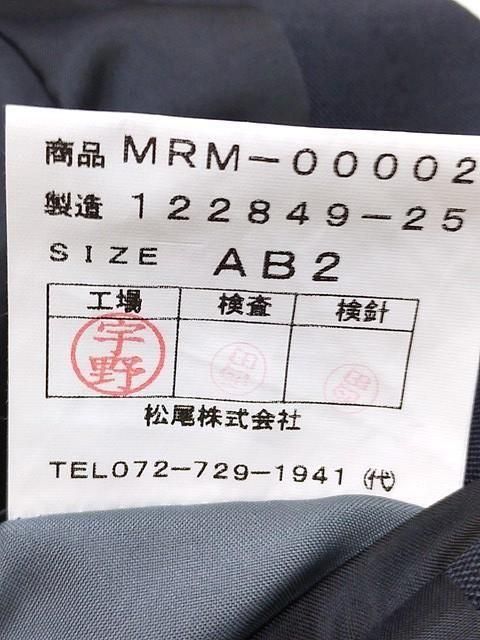 商品 MRM-00002
製造 122849-25
SIZE AB2
工場 検査 検針
宇野
松尾株式会社
TEL072-729-1941 (代)